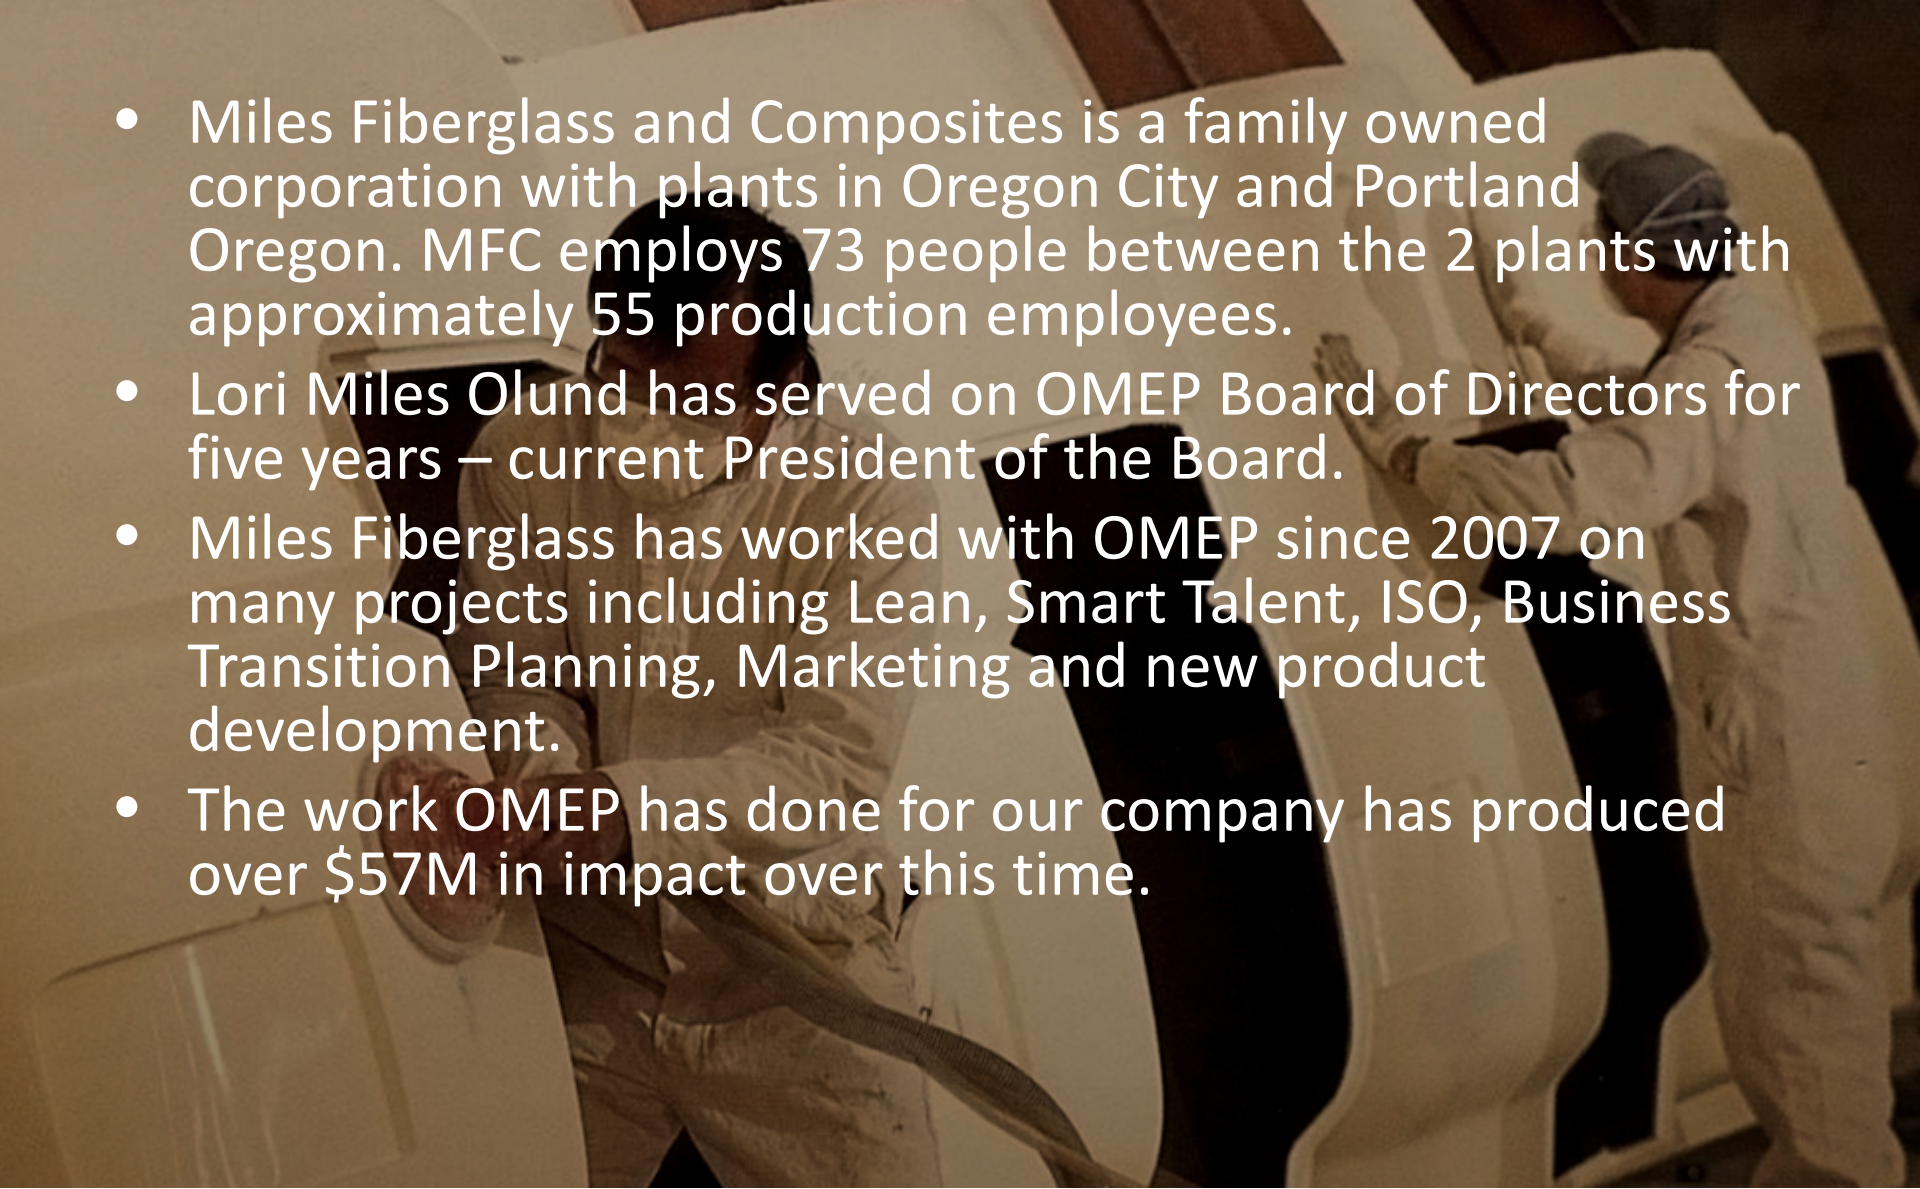 • Miles Fiberglass and Composites is a family owned
corporation with plants in Oregon City and Portland
Oregon. MFC employs 73 people between the 2 plants with
approximately 55 production employees.
• Lori Miles Olund has served on OMEP Board of Directors for
five years – current President of the Board.
• Miles Fiberglass has worked with OMEP since 2007 on
many projects including Lean, Smart Talent, ISO, Business
Transition Planning, Marketing and new product
development.
• The work OMEP has done for our company has produced
over $57M in impact over this time.